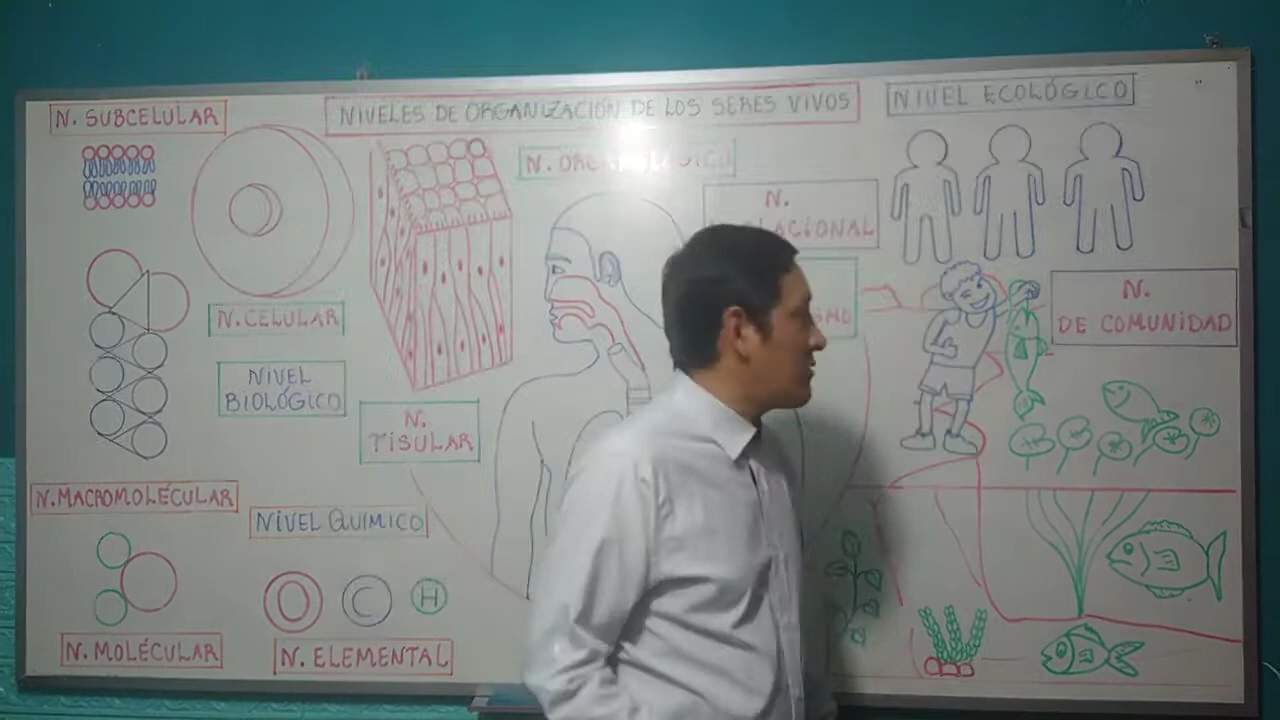 N. SUBCELULAR
NIVELES DE ORGANIZACIÓN DE LOS SERES VIVOS
NIVEL ECOLÓGICO
N.
N.
DE COMUNIDAD
N. CELULAR
NIVEL
BIOLÓGICO
N.
TISULAR
N. MACROMOLÉCULAR
NIVEL QUIMICO
O C H
N. MOLÉCULAR
N. ELEMENTAL